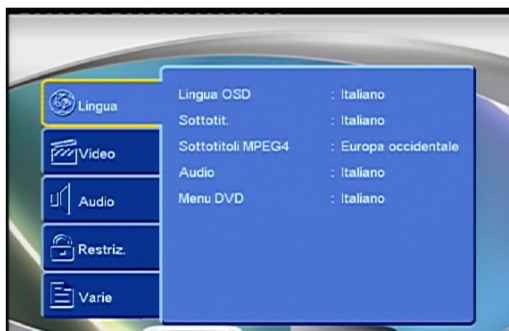 Lingua
Video
Audio
Restriz.
Varie
Lingua OSD : Italiano
Sottotit. : Italiano
Sottotitoli MPEG4 : Europa occidentale
Audio : Italiano
Menu DVD : Italiano